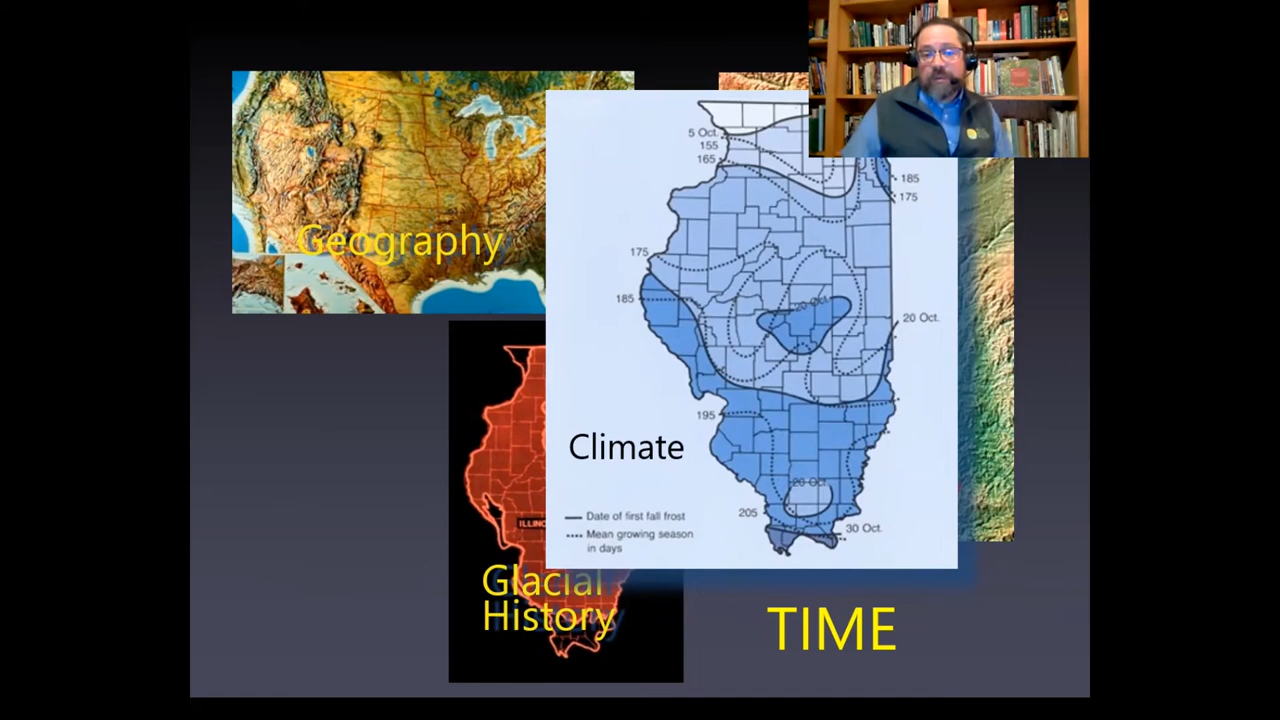 Geography
5 Oct.
155
165
185
175
175
185
20 Oct.
20 Oct.
195
Climate
20 Oct.
205
30 Oct.
Date of first fall frost
Mean growing season
in days
Glacial
History
TIME